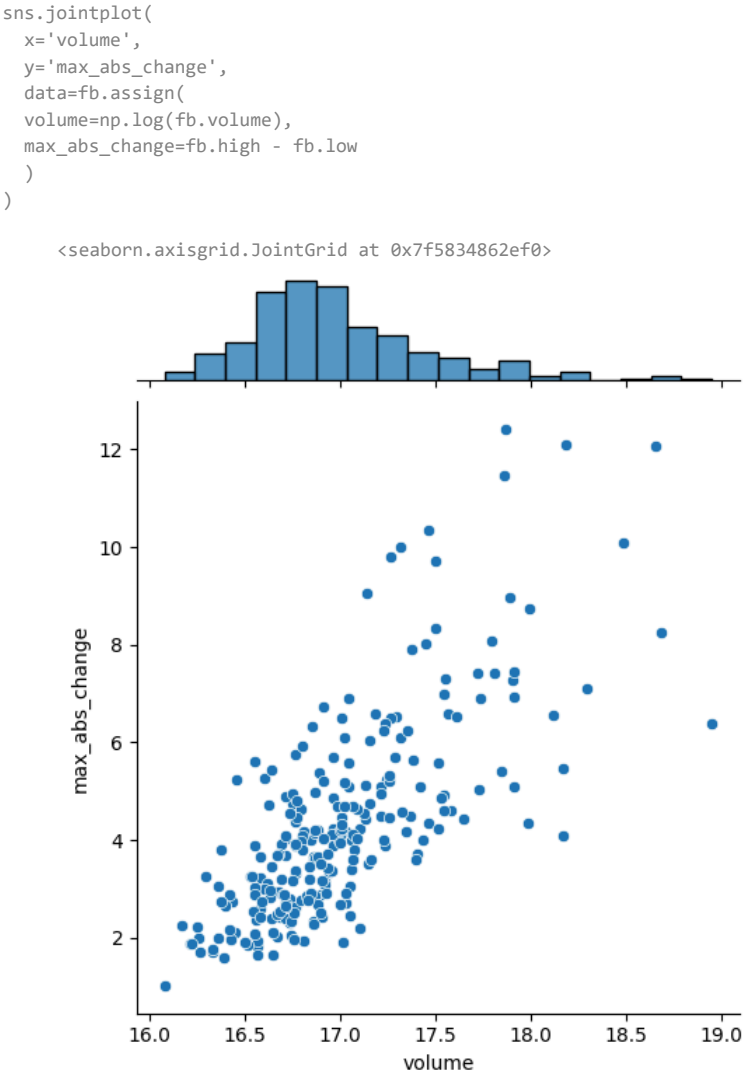 sns.jointplot(
  x='volume',
  y='max_abs_change',
  data=fb.assign(
  volume=np.log(fb.volume),
  max_abs_change=fb.high - fb.low
  )
)
<seaborn.axisgrid.JointGrid at 0x7f5834862ef0>
12
10
8
6
4
2
max_abs_change
16.0 16.5 17.0 17.5 18.0 18.5 19.0
volume